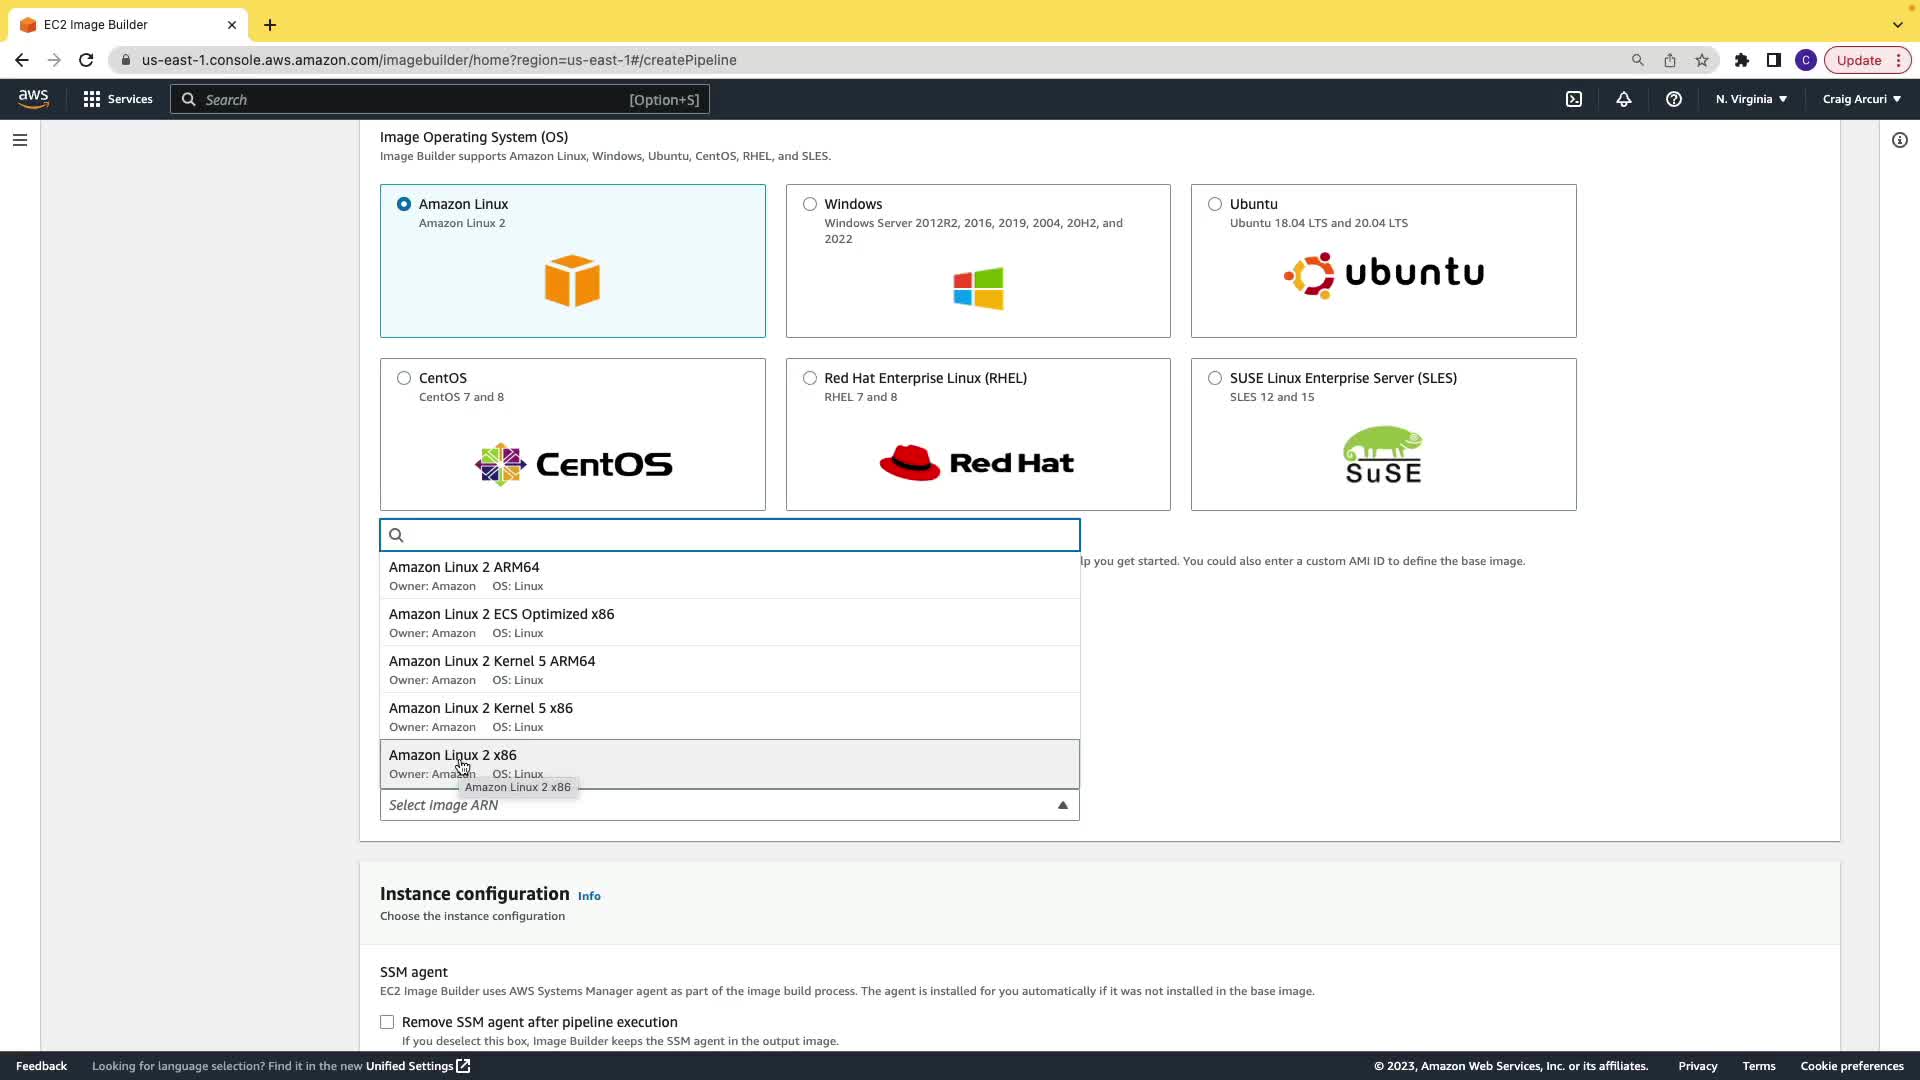 EC2 Image Builder
us-east-1.console.aws.amazon.com/imagebuilder/home?region=us-east-1#/createPipeline
C
Update
aws
Services
Search
[Option+S]
N. Virginia
Craig Arcuri
Image Operating System (OS)
Image Builder supports Amazon Linux, Windows, Ubuntu, CentOS, RHEL, and SLES.
Amazon Linux
Amazon Linux 2
Windows
Windows Server 2012R2, 2016, 2019, 2004, 20H2, and
2022
Ubuntu
Ubuntu 18.04 LTS and 20.04 LTS
ubuntu
CentOS
CentOS 7 and 8
CentOS
Red Hat Enterprise Linux (RHEL)
RHEL 7 and 8
Red Hat
SUSE Linux Enterprise Server (SLES)
SLES 12 and 15
SUSE
lp you get started. You could also enter a custom AMI ID to define the base image.
Amazon Linux 2 ARM64
Owner: Amazon OS: Linux
Amazon Linux 2 ECS Optimized x86
Owner: Amazon OS: Linux
Amazon Linux 2 Kernel 5 ARM64
Owner: Amazon OS: Linux
Amazon Linux 2 Kernel 5 x86
Owner: Amazon OS: Linux
Amazon Linux 2 x86
Owner: Amazon OS: Linux
Amazon Linux 2 x86
Select image ARN
Instance configuration Info
Choose the instance configuration
SSM agent
EC2 Image Builder uses AWS Systems Manager agent as part of the image build process. The agent is installed for you automatically if it was not installed in the base image.
Remove SSM agent after pipeline execution
If you deselect this box, Image Builder keeps the SSM agent in the output image.
Feedback
Looking for language selection? Find it in the new Unified Settings
© 2023, Amazon Web Services, Inc. or its affiliates.
Privacy
Terms
Cookie preferences